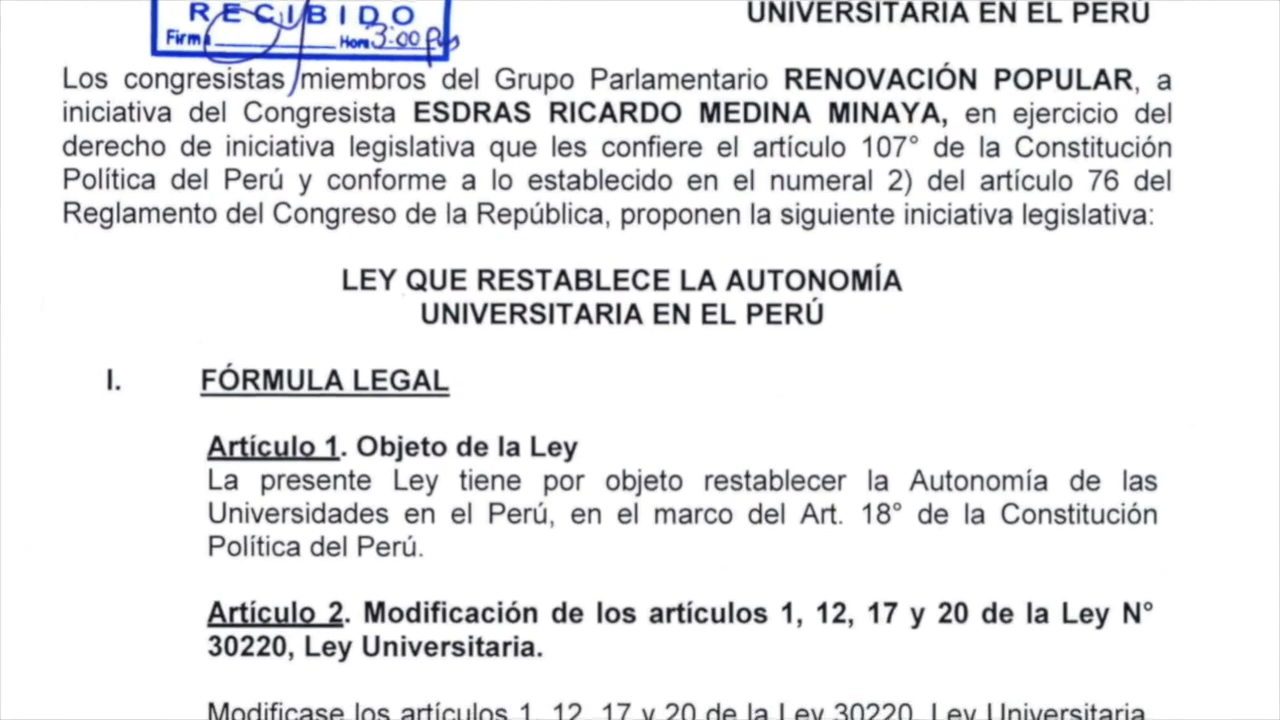 UNIVERSITARIA EN EL PERÚ
RECIBIDO
Firma Hora 3:00 pm
Los congresistas miembros del Grupo Parlamentario RENOVACIÓN POPULAR, a
iniciativa del Congresista ESDRAS RICARDO MEDINA MINAYA, en ejercicio del
derecho de iniciativa legislativa que les confiere el artículo 107° de la Constitución
Política del Perú y conforme a lo establecido en el numeral 2) del artículo 76 del
Reglamento del Congreso de la República, proponen la siguiente iniciativa legislativa:
LEY QUE RESTABLECE LA AUTONOMÍA
UNIVERSITARIA EN EL PERÚ
I. FÓRMULA LEGAL
Artículo 1. Objeto de la Ley
La presente Ley tiene por objeto restablecer la Autonomía de las
Universidades en el Perú, en el marco del Art. 18° de la Constitución
Política del Perú.
Artículo 2. Modificación de los artículos 1, 12, 17 y 20 de la Ley N°
30220, Ley Universitaria.
Modificase los artículos 1, 12, 17 y 20 de la Ley 30220, Ley Universitaria,